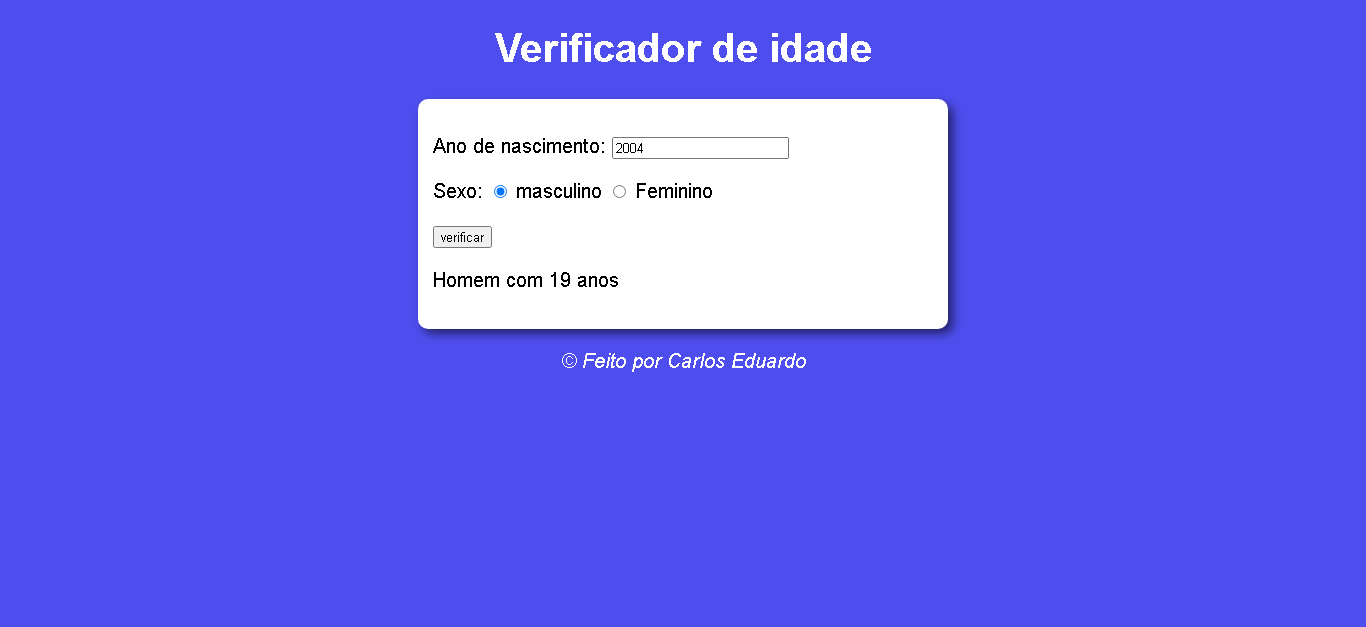 Verificador de idade
Ano de nascimento: 2004
Sexo: masculino Feminino
verificar
Homem com 19 anos
© Feito por Carlos Eduardo